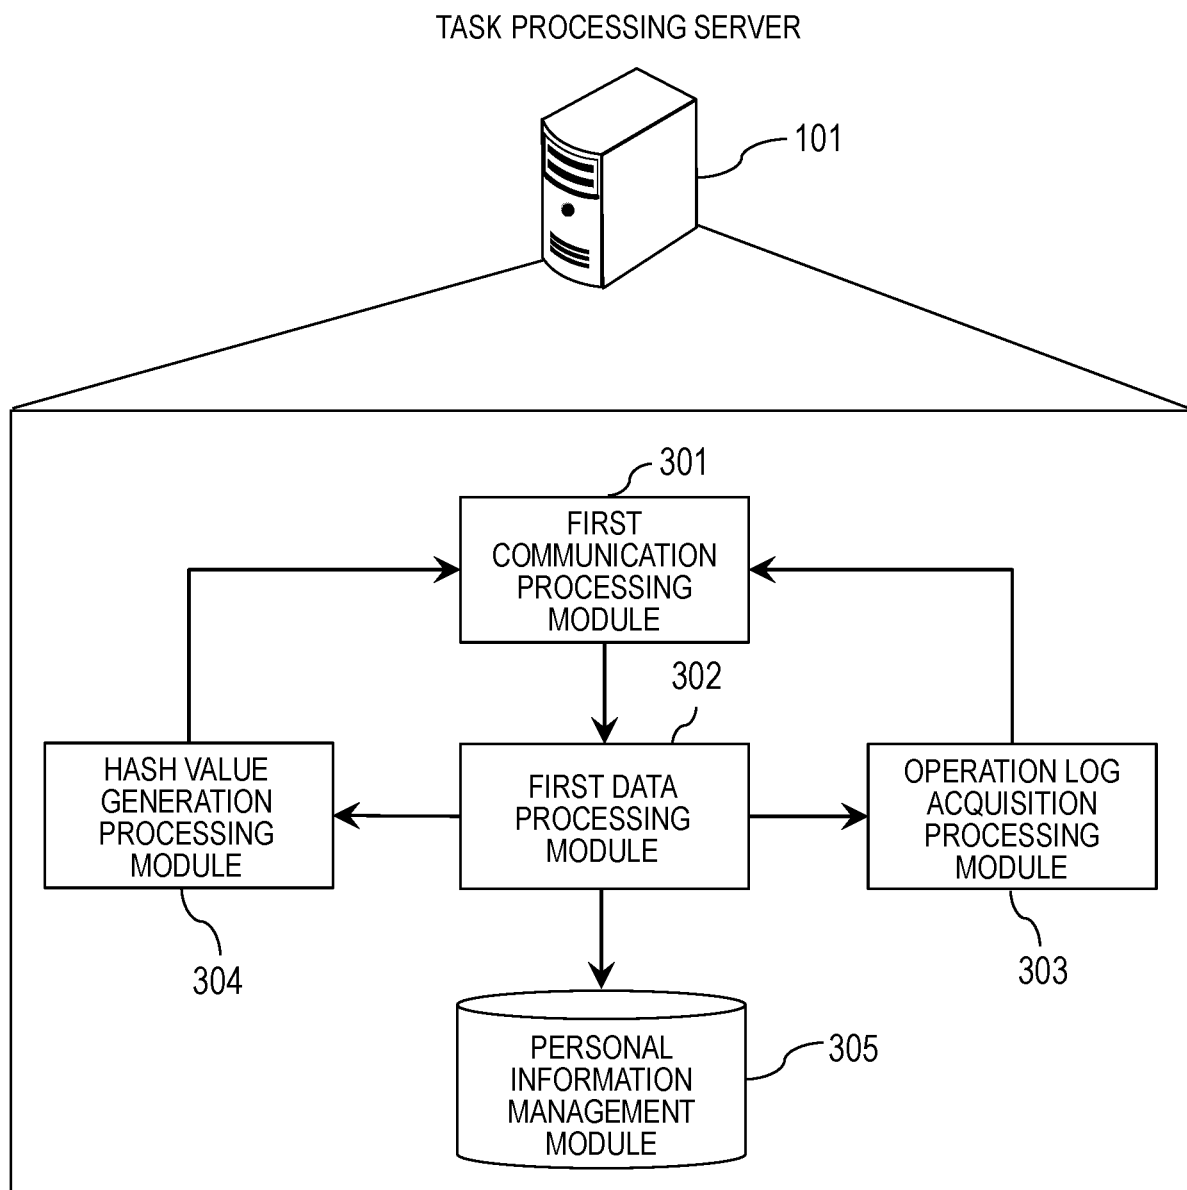 TASK PROCESSING SERVER
101
301
FIRST
COMMUNICATION
PROCESSING
MODULE
302
HASH VALUE
GENERATION
PROCESSING
MODULE
FIRST DATA
PROCESSING
MODULE
OPERATION LOG
ACQUISITION
PROCESSING
MODULE
304
303
PERSONAL
INFORMATION
MANAGEMENT
MODULE
305